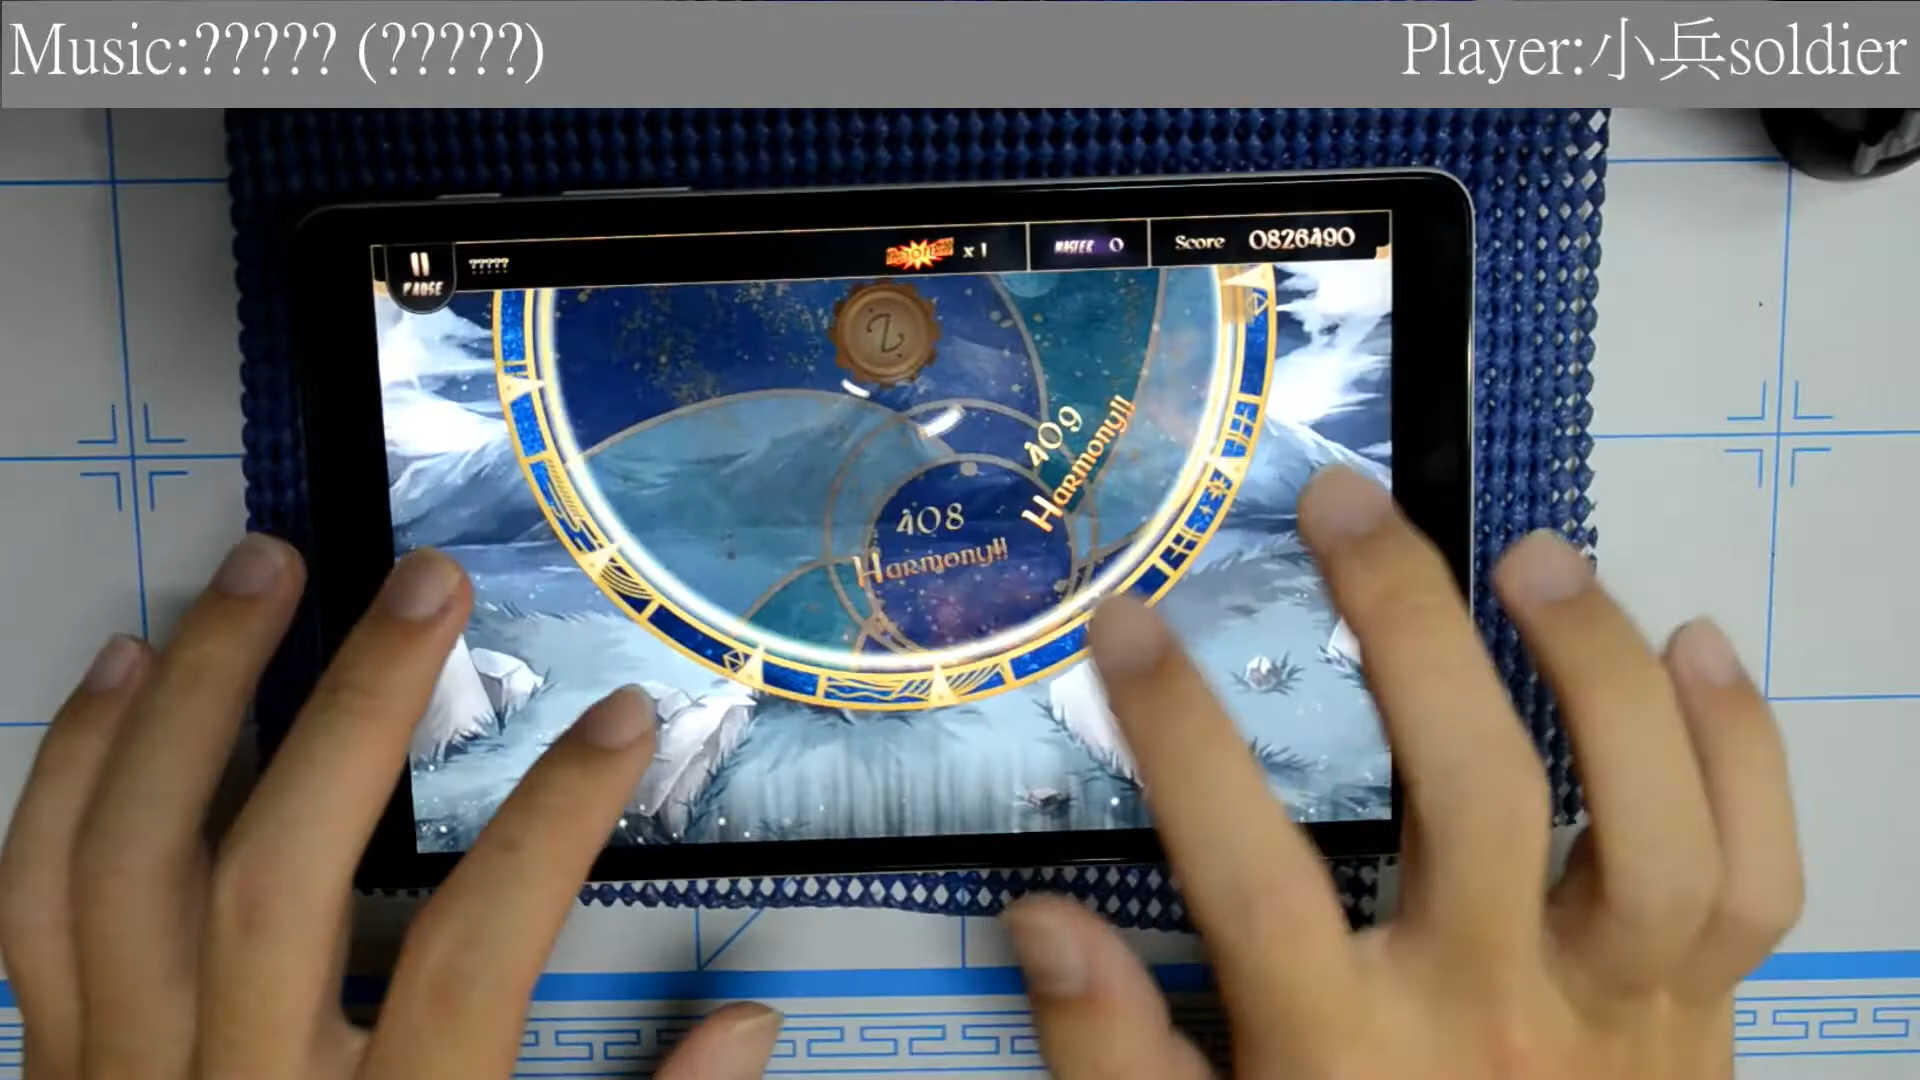 Music:????? (?????)
Player:小兵soldier
PAUSE
?????
x 1
MASTER 0
Score 0826490
409
Harmony!!
408
Harmony!!